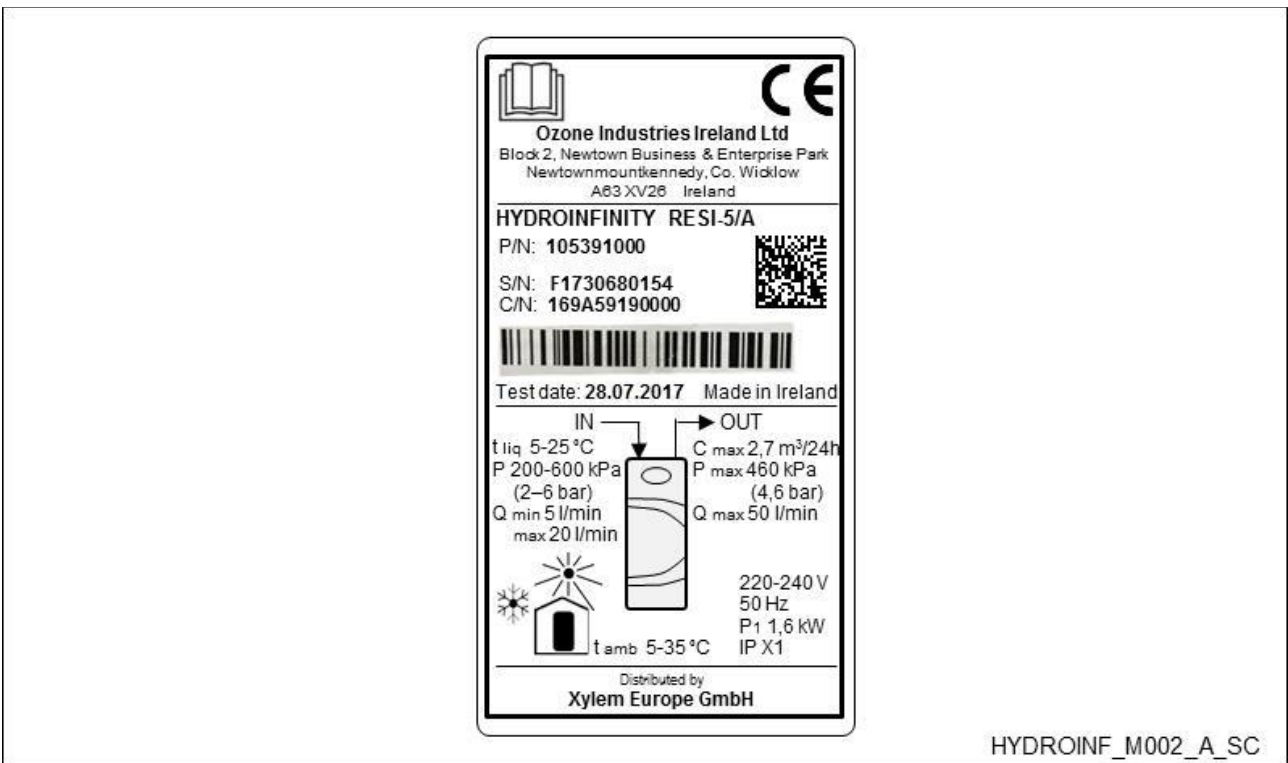 CE
Ozone Industries Ireland Ltd
Block 2, Newtown Business & Enterprise Park
Newtownmountkennedy, Co. Wicklow
A63 XV26 Ireland
HYDROINFINITY RESI-5/A
P/N: 105391000
S/N: F1730680154
C/N: 169A59190000
Test date: 28.07.2017 Made in Ireland
IN OUT
t liq 5-25 °C
P 200-600 kPa
(2–6 bar)
Q min 5 l/min
max 20 l/min
C max 2,7 m³/24h
P max 460 kPa
(4,6 bar)
Q max 50 l/min
220-240 V
50 Hz
P1 1,6 kW
t amb 5-35 °C IP X1
Distributed by
Xylem Europe GmbH
HYDROINF_M002_A_SC